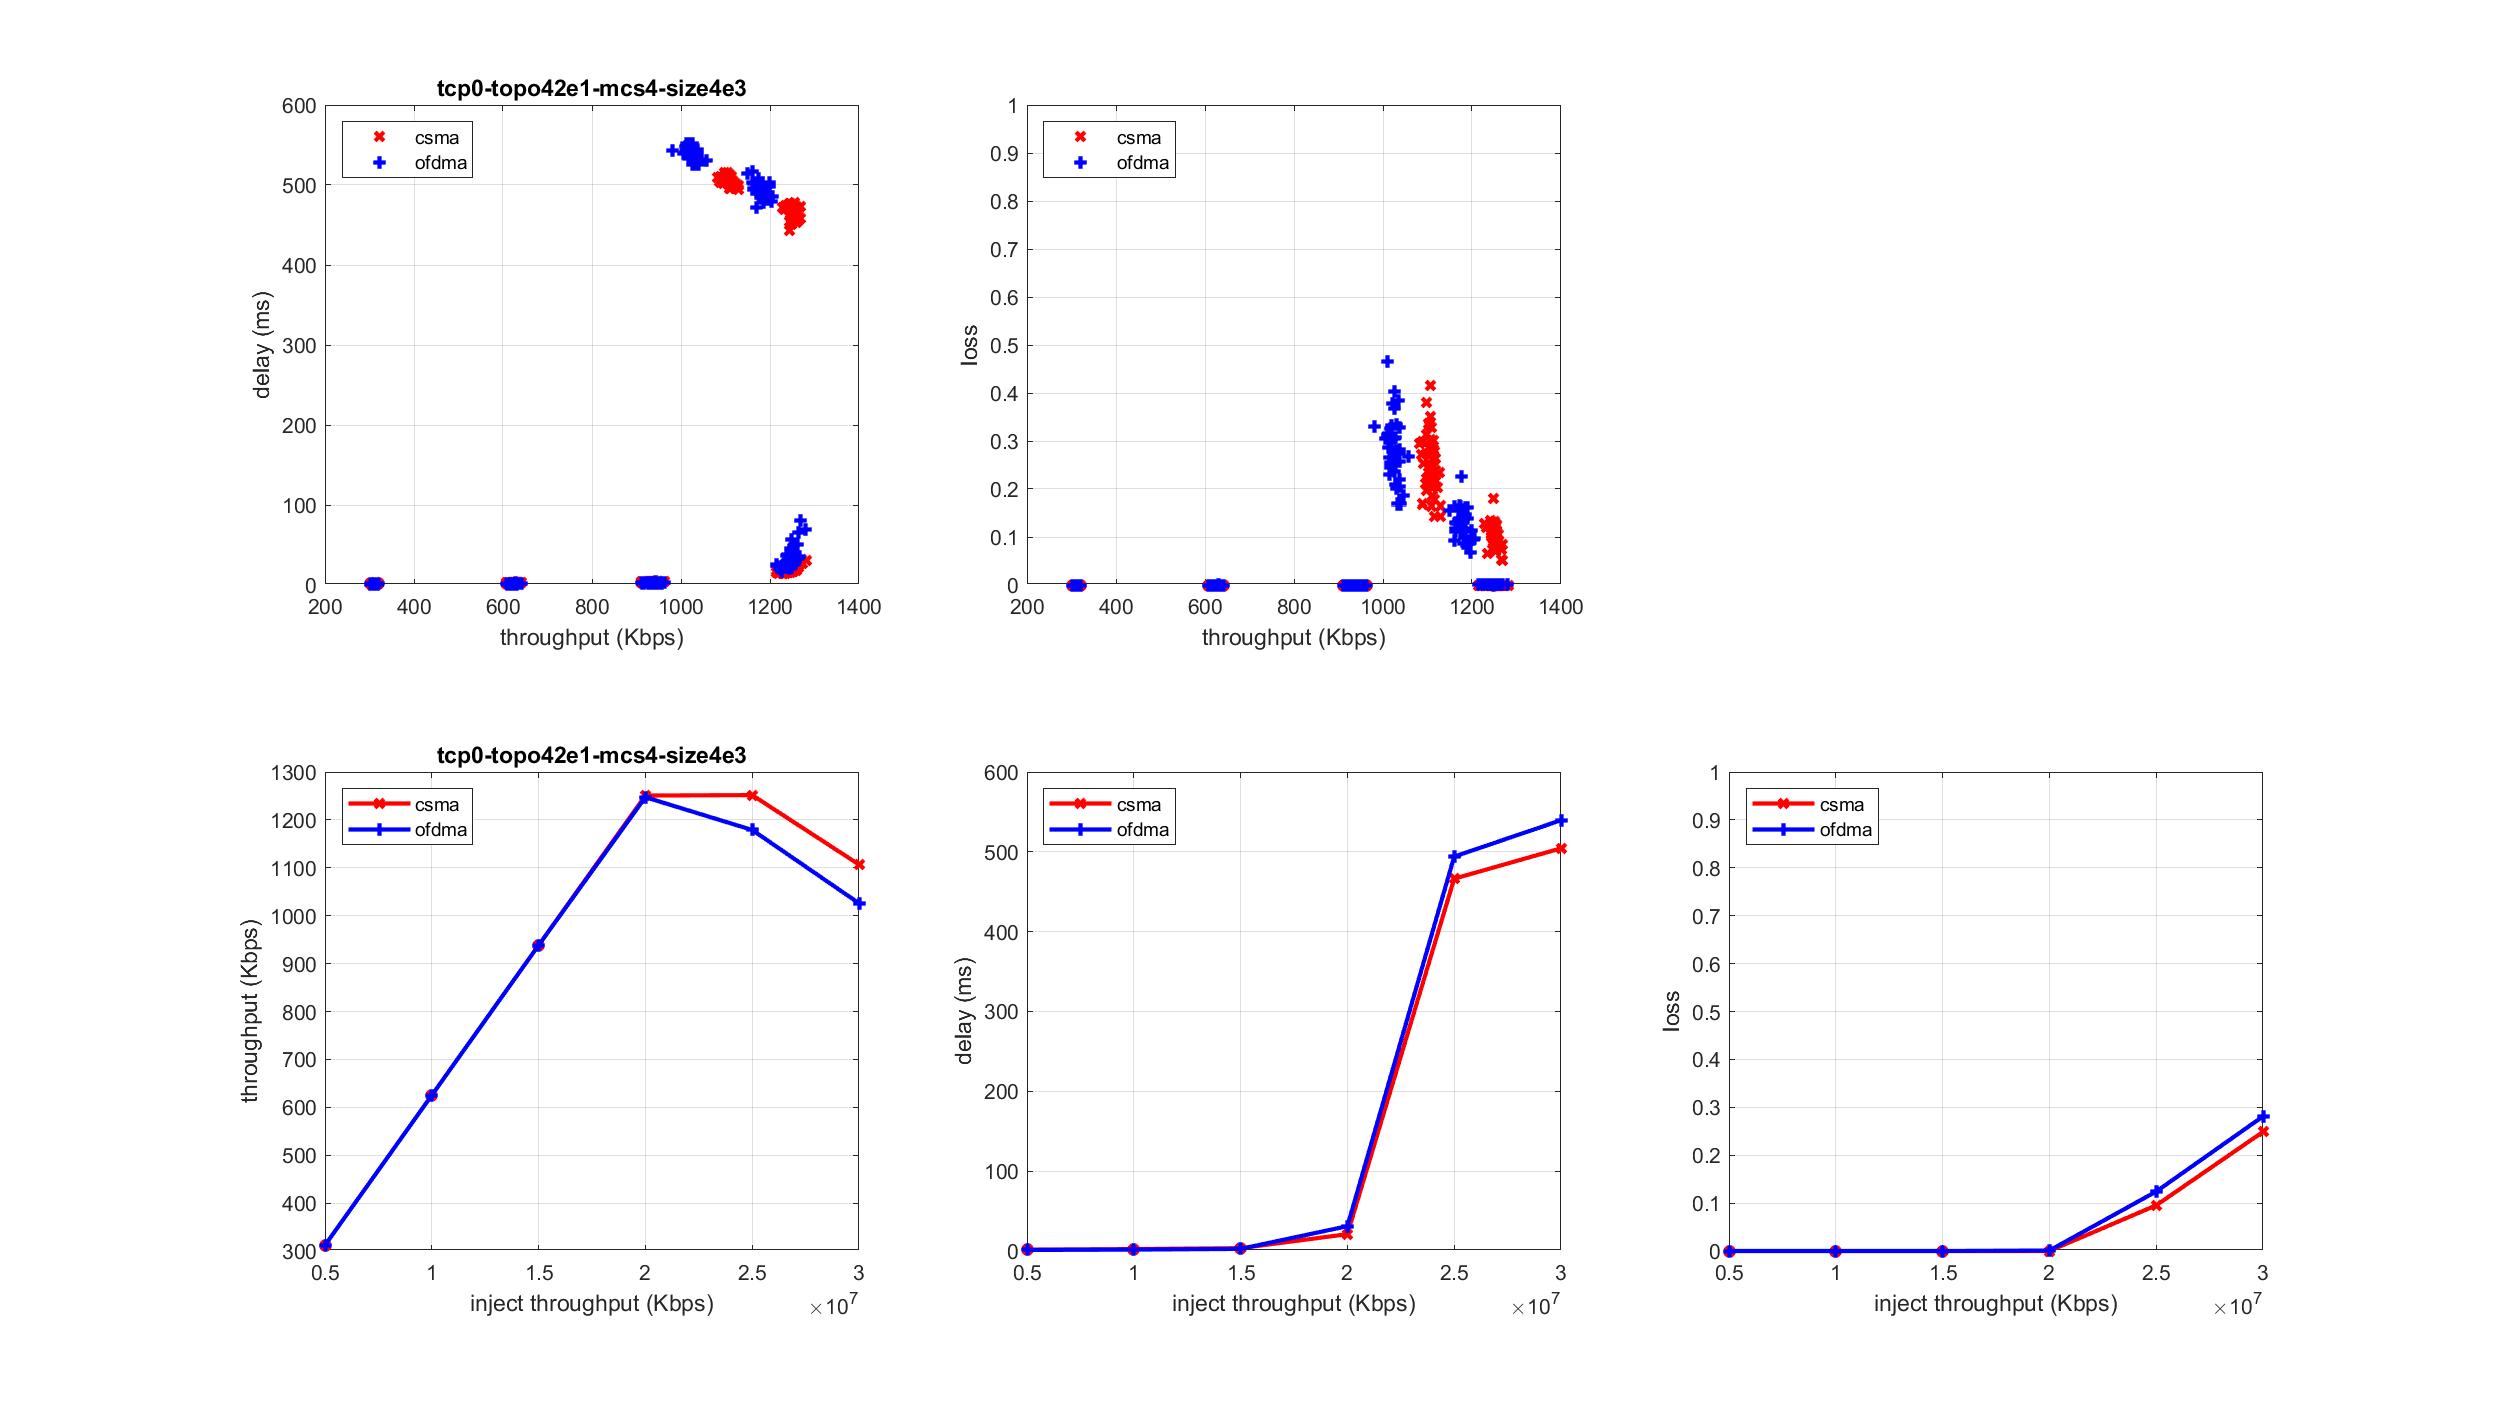 tcp0-topo42e1-mcs4-size4e3
600
500
400
300
200
100
0
delay (ms)
csma
ofdma
200 400 600 800 1000 1200 1400
throughput (Kbps)
1
0.9
0.8
0.7
0.6
0.5
0.4
0.3
0.2
0.1
0
loss
csma
ofdma
200 400 600 800 1000 1200 1400
throughput (Kbps)
tcp0-topo42e1-mcs4-size4e3
1300
1200
1100
1000
900
800
700
600
500
400
300
throughput (Kbps)
csma
ofdma
0.5 1 1.5 2 2.5 3
inject throughput (Kbps)
×10^7
600
500
400
300
200
100
0
delay (ms)
csma
ofdma
0.5 1 1.5 2 2.5 3
inject throughput (Kbps)
×10^7
1
0.9
0.8
0.7
0.6
0.5
0.4
0.3
0.2
0.1
0
loss
csma
ofdma
0.5 1 1.5 2 2.5 3
inject throughput (Kbps)
×10^7